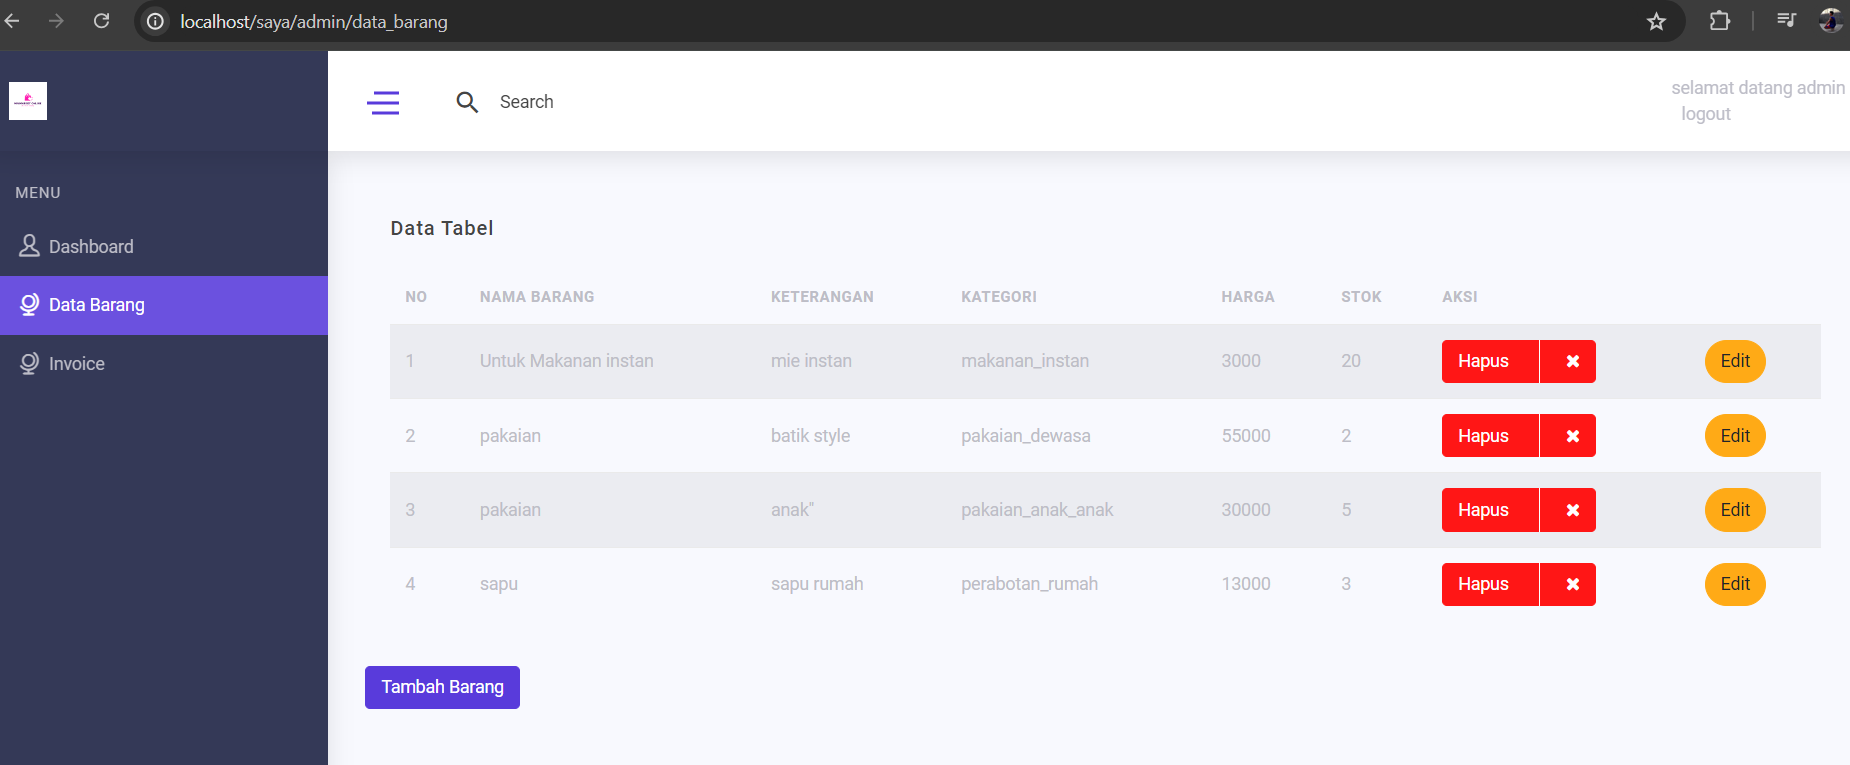 localhost/saya/admin/data_barang
Search
selamat datang admin
logout
MENU
Dashboard
Data Barang
Invoice
Data Tabel
NO NAMA BARANG KETERANGAN KATEGORI HARGA STOK AKSI
1 Untuk Makanan instan mie instan makanan_instan 3000 20 Hapus Edit
2 pakaian batik style pakaian_dewasa 55000 2 Hapus Edit
3 pakaian anak" pakaian_anak_anak 30000 5 Hapus Edit
4 sapu sapu rumah perabotan_rumah 13000 3 Hapus Edit
Tambah Barang